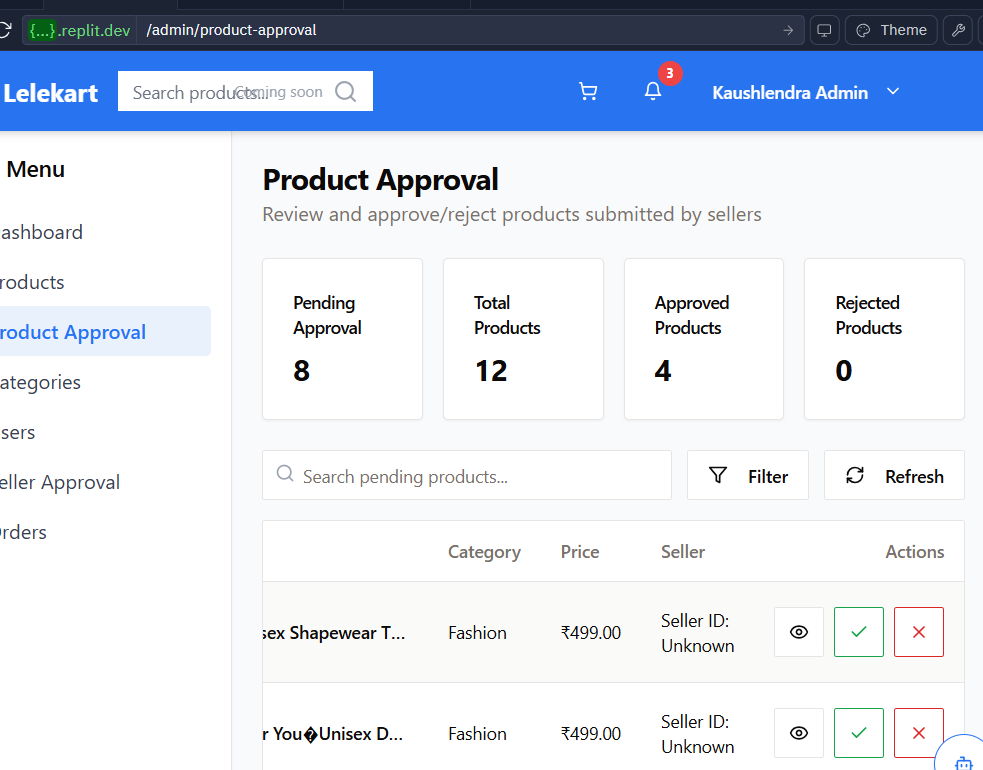 {...}.replit.dev /admin/product-approval Theme
Lelekart Search products... Coming soon 3 Kaushlendra Admin
Menu
ashboard
roducts
roduct Approval
ategories
sers
eller Approval
rders
Product Approval
Review and approve/reject products submitted by sellers
Pending
Approval
8
Total
Products
12
Approved
Products
4
Rejected
Products
0
Search pending products... Filter Refresh
Category Price Seller Actions
sex Shapewear T... Fashion ₹499.00 Seller ID:
Unknown
r You�Unisex D... Fashion ₹499.00 Seller ID:
Unknown